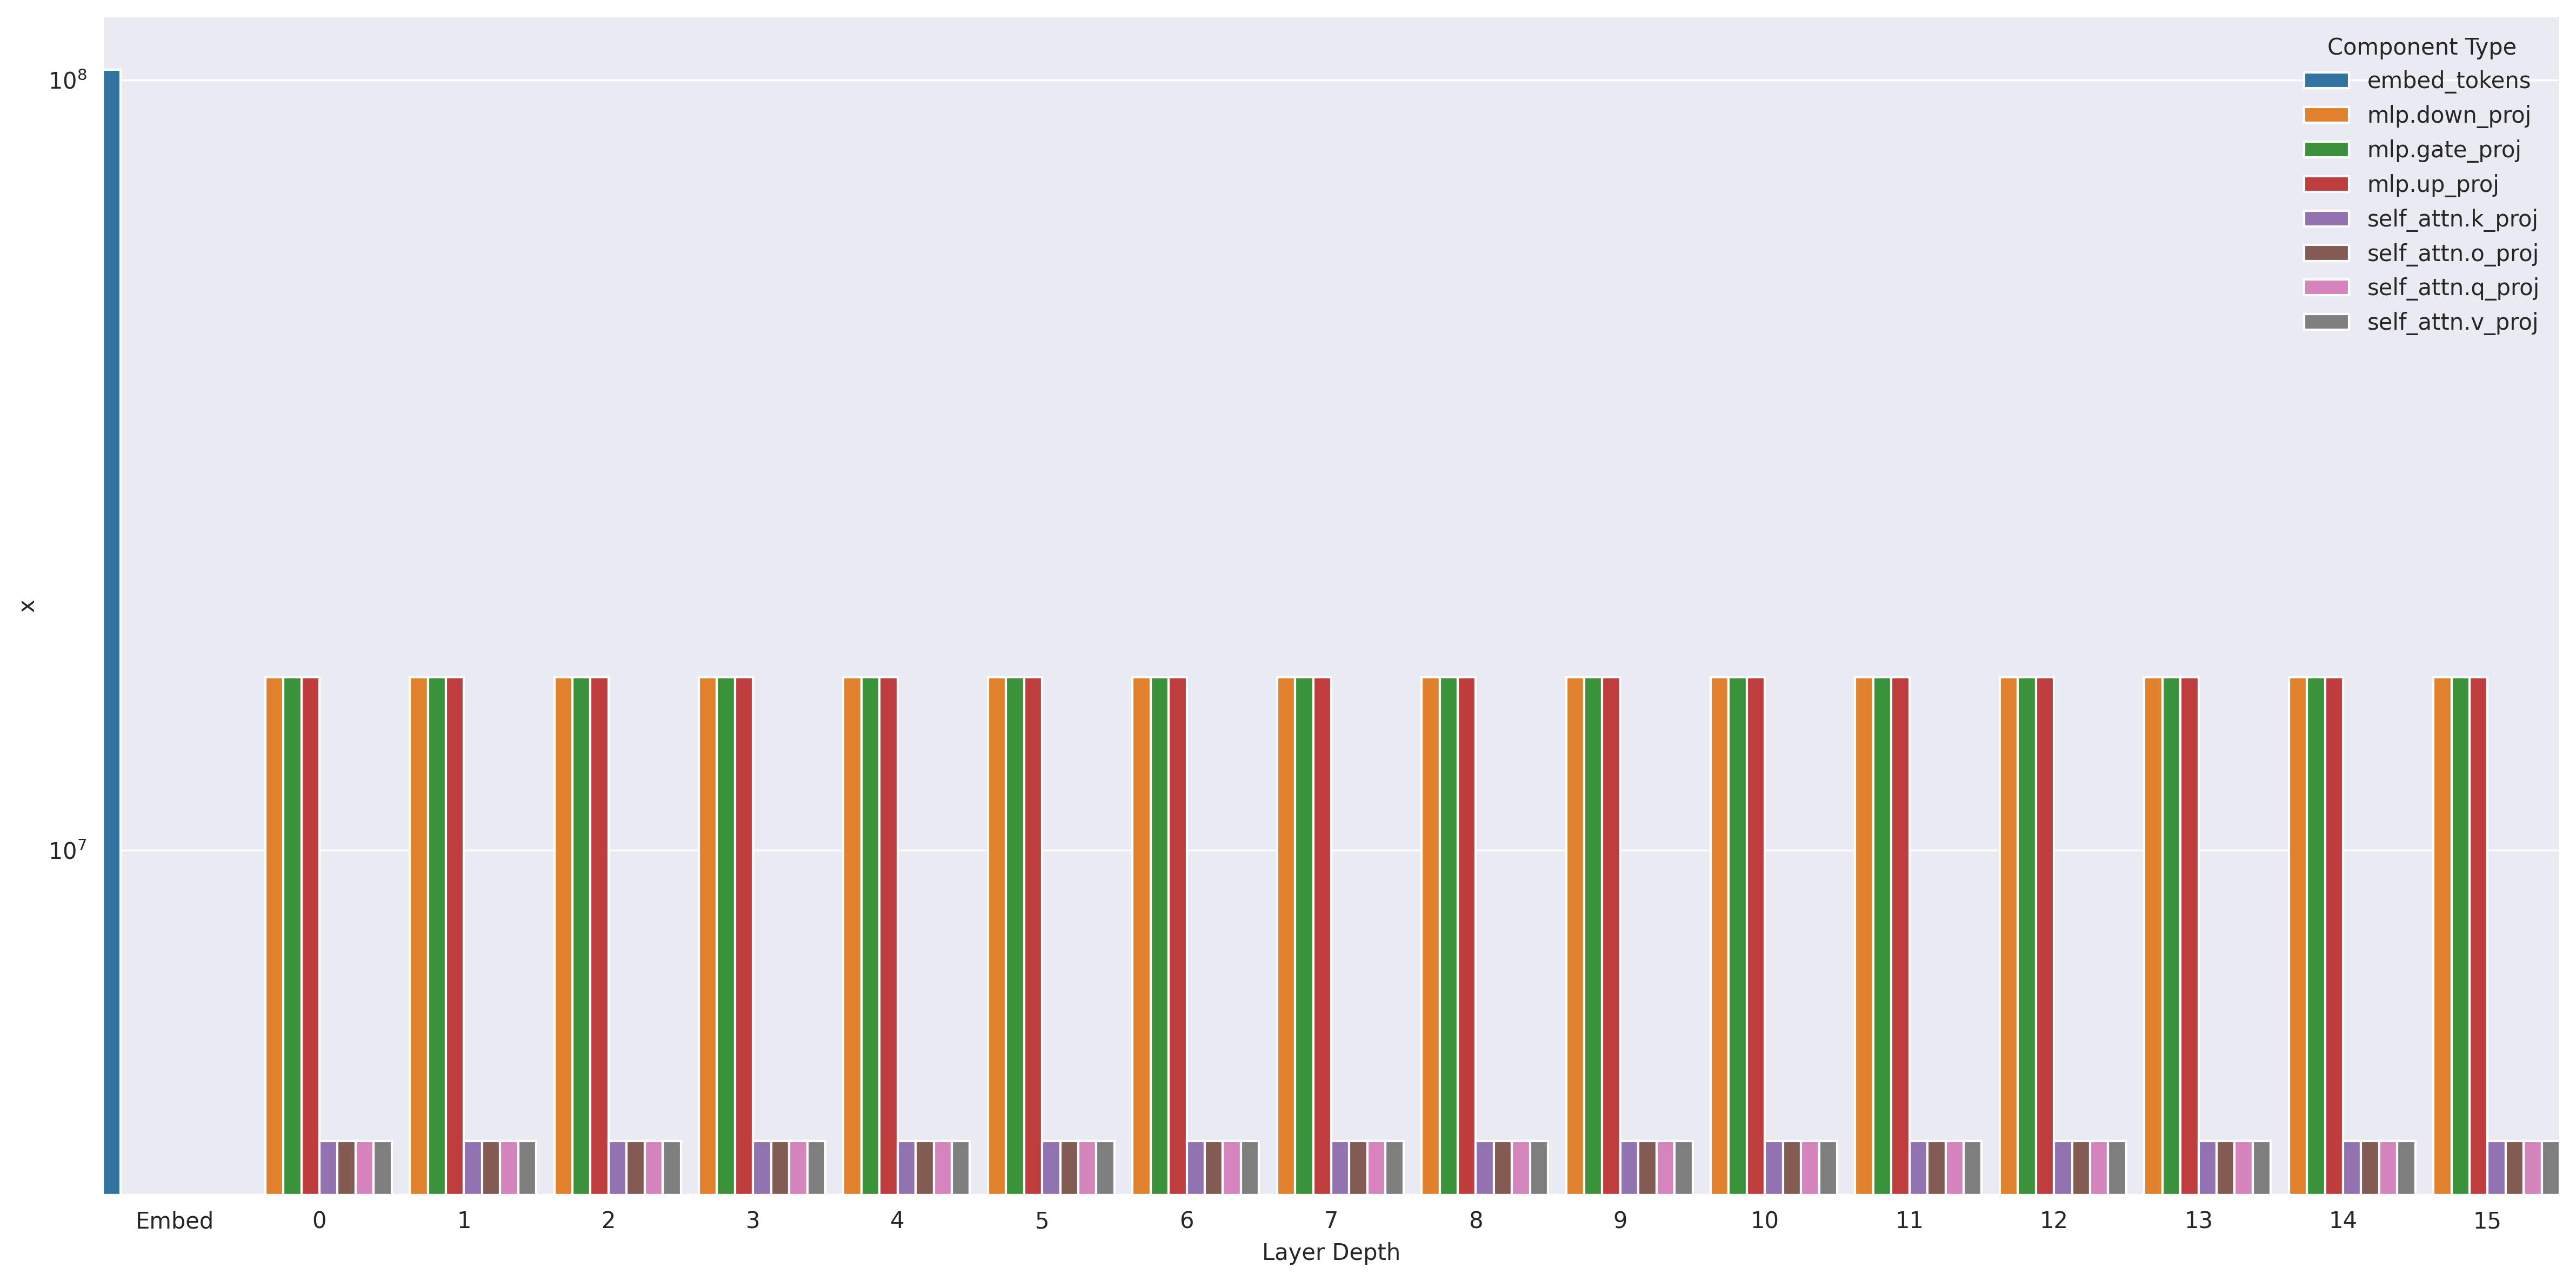 Component Type
embed_tokens
mlp.down_proj
mlp.gate_proj
mlp.up_proj
self_attn.k_proj
self_attn.o_proj
self_attn.q_proj
self_attn.v_proj
10⁸
10⁷
x
Embed 0 1 2 3 4 5 6 7 8 9 10 11 12 13 14 15
Layer Depth